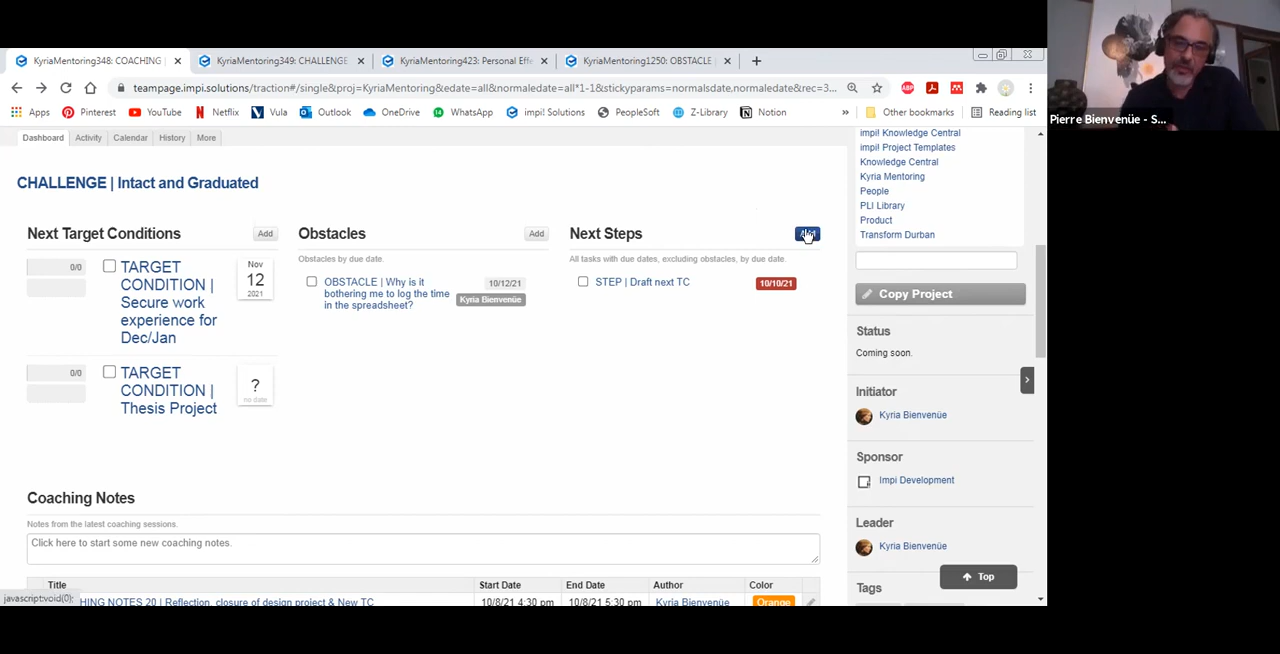 KyriaMentoring348: COACHING
KyriaMentoring349: CHALLENGE
KyriaMentoring423: Personal Effe
KyriaMentoring1250: OBSTACLE
teampage.impi.solutions/traction#/single&proj=KyriaMentoring&edate=all&normaledate=all*1-1&stickyparams=normalsdate,normaledate&rec=3...
Apps Pinterest YouTube Netflix Vula Outlook OneDrive WhatsApp impi! Solutions PeopleSoft Z-Library Notion » Other bookmarks Reading list
Pierre Bienvenüe - S...
Dashboard Activity Calendar History More
CHALLENGE | Intact and Graduated
Next Target Conditions Add
0/0
TARGET
CONDITION |
Secure work
experience for
Dec/Jan
Nov
12
2021
0/0
TARGET
CONDITION |
Thesis Project
?
no date
Obstacles Add
Obstacles by due date.
OBSTACLE | Why is it
bothering me to log the time
in the spreadsheet?
10/12/21
Kyria Bienvenüe
Next Steps
All tasks with due dates, excluding obstacles, by due date.
STEP | Draft next TC 10/10/21
Coaching Notes
Notes from the latest coaching sessions.
Click here to start some new coaching notes.
Title Start Date End Date Author Color
HING NOTES 20 | Reflection, closure of design project & New TC 10/8/21 4:30 pm 10/8/21 5:30 pm Kyria Bienvenüe Orange
javascript:void(0);
impi! Knowledge Central
impi! Project Templates
Knowledge Central
Kyria Mentoring
People
PLI Library
Product
Transform Durban
Copy Project
Status
Coming soon.
Initiator
Kyria Bienvenüe
Sponsor
Impi Development
Leader
Kyria Bienvenüe
Top
Tags